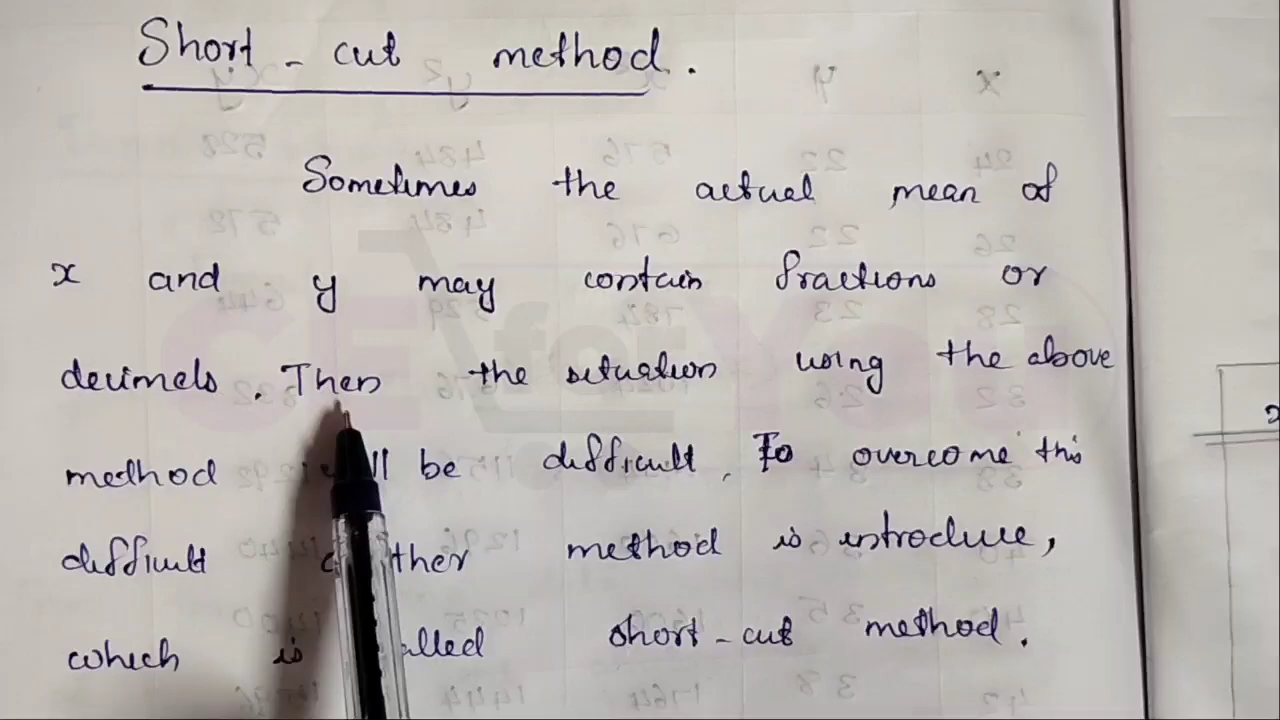 Short-cut method.
Sometimes the actual mean of
x and y may contain fractions or
decimals. Then the situation using the above
method be difficult. To overcome this
difficult method is introduce,
which is short-cut method.